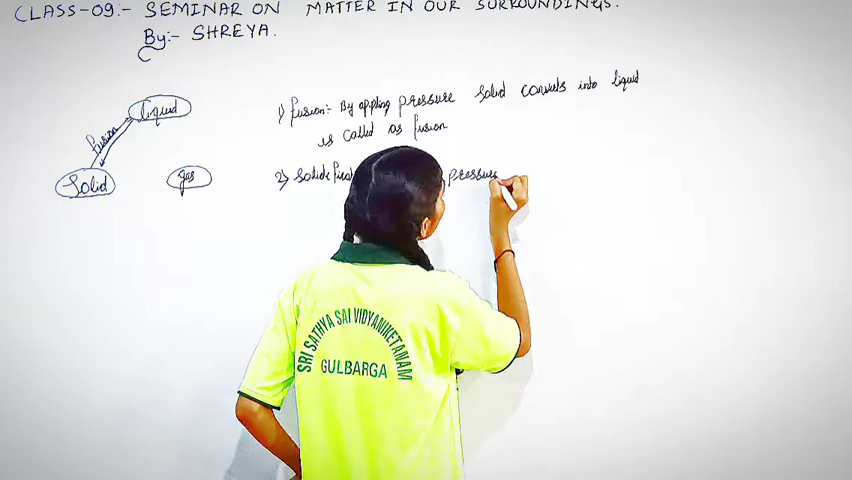 CLASS-09:- SEMINAR ON MATTER IN OUR SURROUNDINGS.
By:- SHREYA.
liquid
fusion
Solid
gas
1) fusion:- By appling pressure solid converts into liquid
is called as fusion
2) solidificat pressure
SRI SATHYA SAI VIDYANIKETANAM
GULBARGA